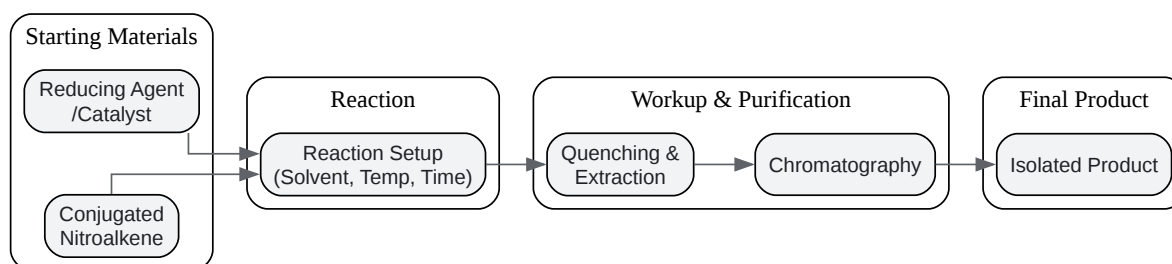 Starting Materials
Reducing Agent
/Catalyst
Conjugated
Nitroalkene
Reaction
Reaction Setup
(Solvent, Temp, Time)
Workup & Purification
Quenching &
Extraction
Chromatography
Final Product
Isolated Product